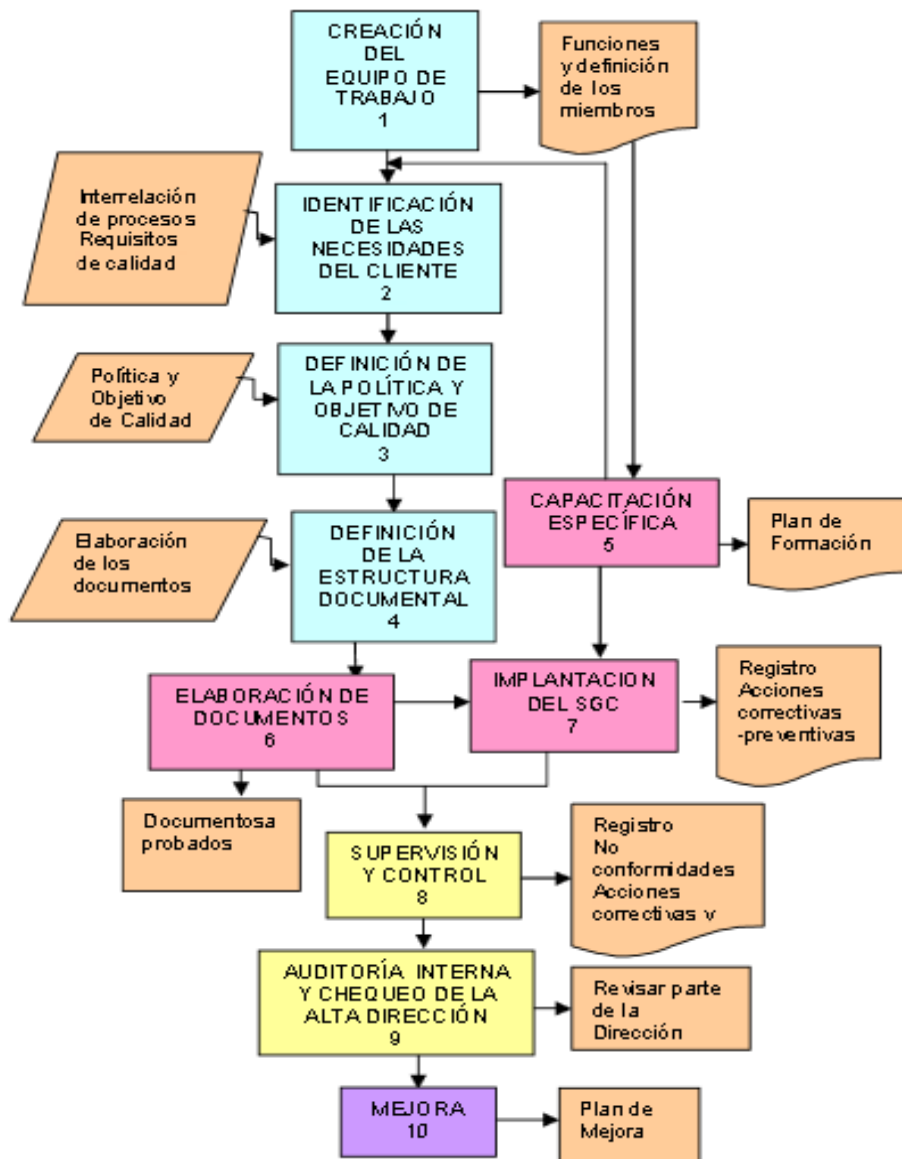 CREACIÓN
DEL
EQUIPO DE
TRABAJO
1
Funciones
y definición
de los
miembros
Interrelación
de procesos
Requisitos
de calidad
IDENTIFICACIÓN
DE LAS
NECESIDADES
DEL CLIENTE
2
Política y
Objetivo
de Calidad
DEFINICIÓN DE
LA POLÍTICA Y
OBJETIVO DE
CALIDAD
3
Elaboración
de los
documentos
DEFINICIÓN
DE LA
ESTRUCTURA
DOCUMENTAL
4
CAPACITACIÓN
ESPECÍFICA
5
Plan de
Formación
ELABORACIÓN DE
DOCUMENTOS
6
IMPLANTACION
DEL SGC
7
Registro
Acciones
correctivas
-preventivas
Documentosa
probados
SUPERVISIÓN
Y CONTROL
8
Registro
No
conformidades
Acciones
correctivas v
AUDITORÍA INTERNA
Y CHEQUEO DE LA
ALTA DIRECCIÓN
9
Revisar parte
de la
Dirección
MEJORA
10
Plan de
Mejora